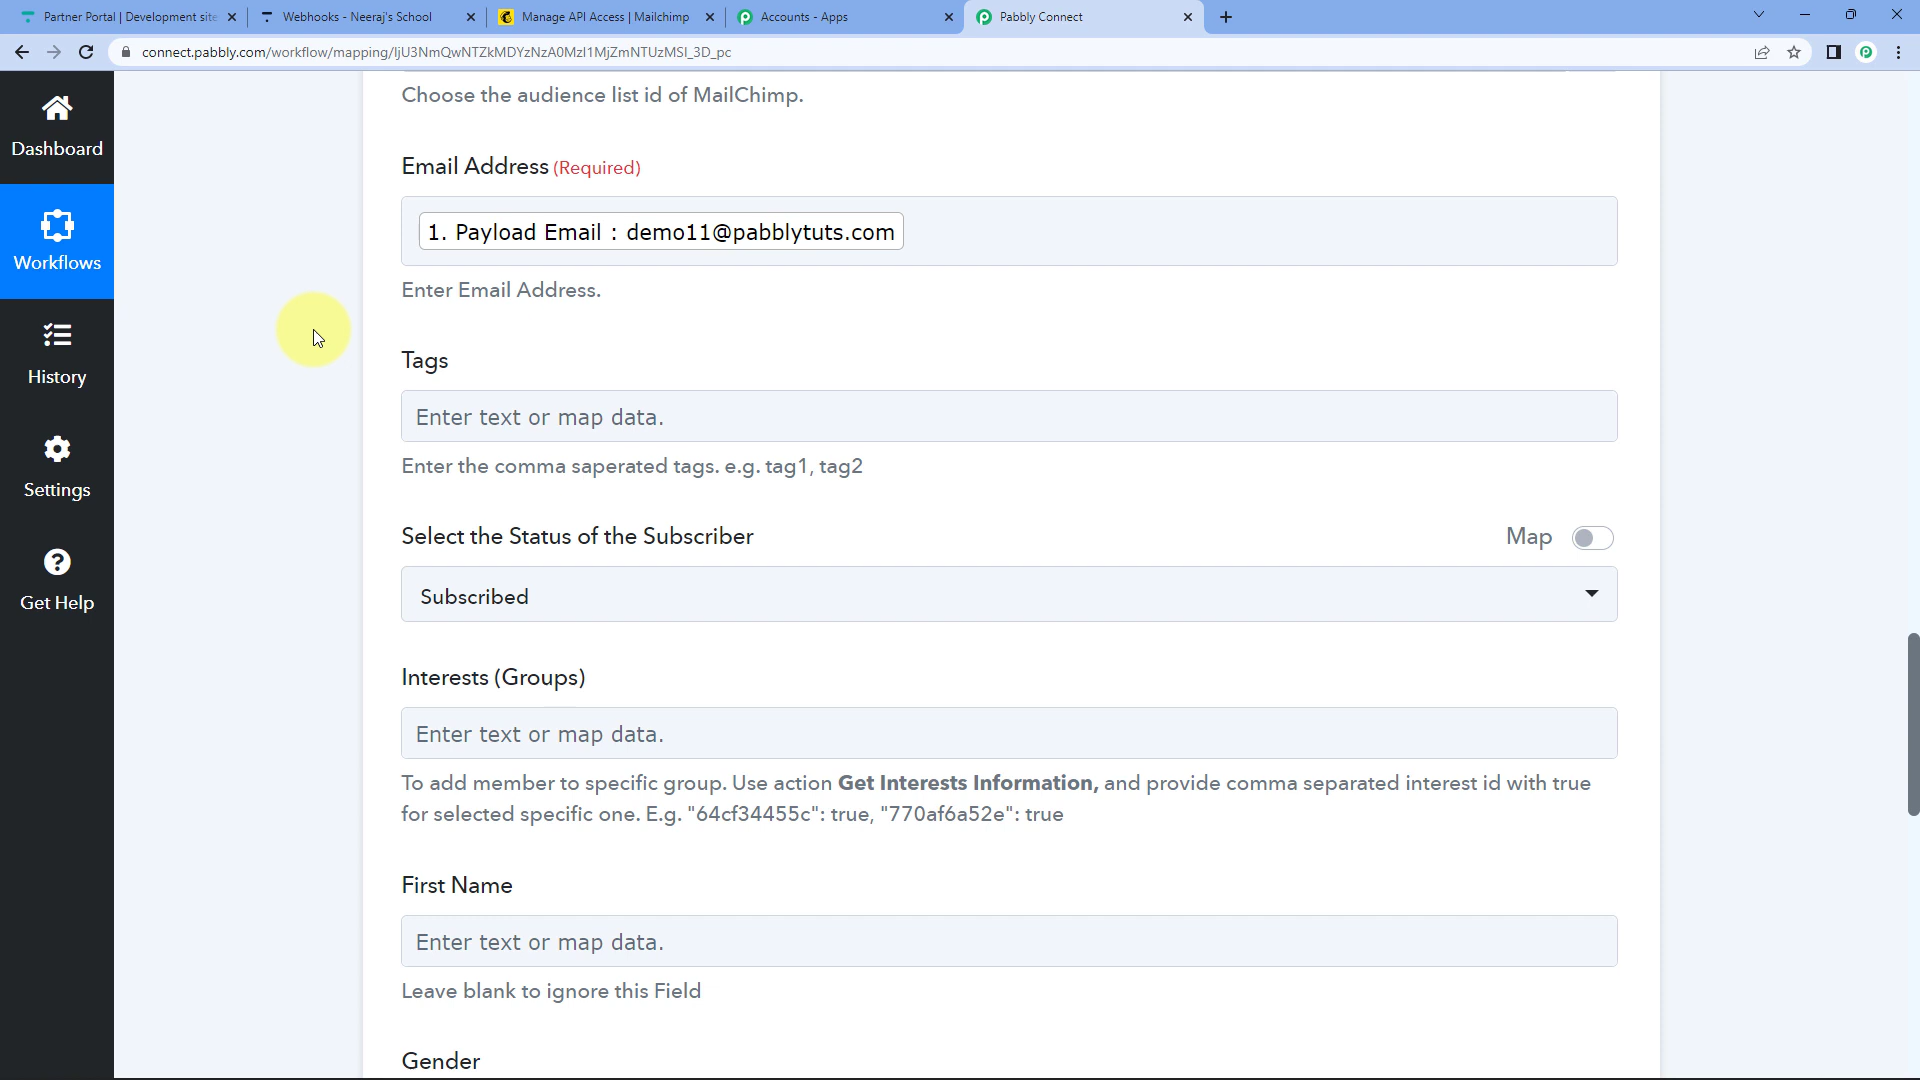 Partner Portal | Development site
Webhooks - Neeraj's School
Manage API Access | Mailchimp
Accounts - Apps
Pabbly Connect
connect.pabbly.com/workflow/mapping/IjU3NmQwNTZkMDYzNzA0MzI1MjZmNTUzMSI_3D_pc
Dashboard
Workflows
History
Settings
Get Help
Choose the audience list id of MailChimp.
Email Address (Required)
1. Payload Email : demo11@pabblytuts.com
Enter Email Address.
Tags
Enter text or map data.
Enter the comma saperated tags. e.g. tag1, tag2
Select the Status of the Subscriber
Map
Subscribed
Interests (Groups)
Enter text or map data.
To add member to specific group. Use action Get Interests Information, and provide comma separated interest id with true
for selected specific one. E.g. "64cf34455c": true, "770af6a52e": true
First Name
Enter text or map data.
Leave blank to ignore this Field
Gender